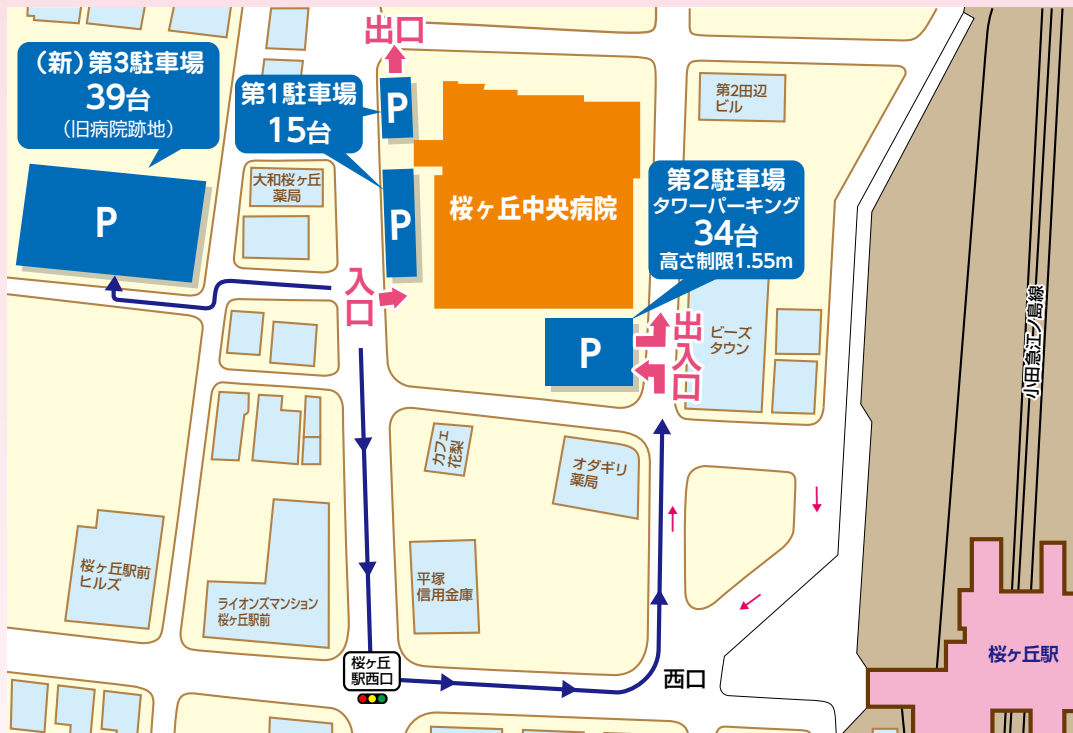 出口
（新）第3駐車場
39台
（旧病院跡地）
第1駐車場
15台
P
P
P
大和桜ヶ丘
薬局
桜ヶ丘中央病院
第2田辺
ビル
第2駐車場
タワーパーキング
34台
高さ制限1.55m
入口
P
出入口
ビーズ
タウン
小田急江ノ島線
カフェ
花梨
オダギリ
薬局
桜ヶ丘駅前
ヒルズ
ライオンズマンション
桜ヶ丘駅前
平塚
信用金庫
桜ヶ丘
駅西口
西口
桜ヶ丘駅